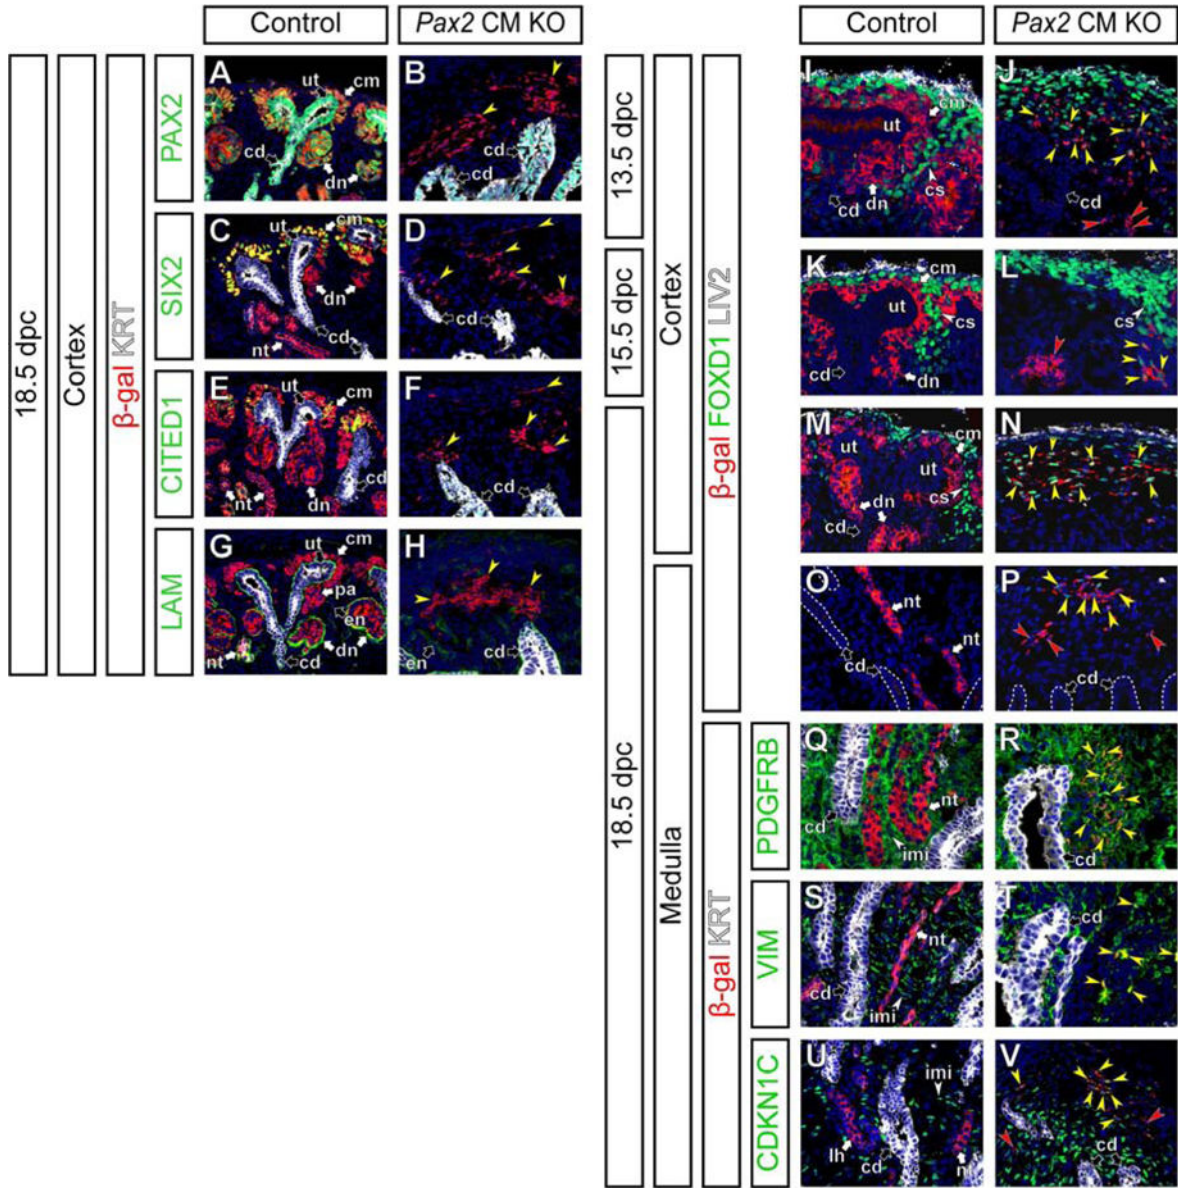 Control
Pax2 CM KO
18.5 dpc
Cortex
β-gal KRT
PAX2
A
ut
cm
cd
dn
B
cd
cd
SIX2
C
ut
cm
dn
nt
cd
D
cd
CITED1
E
ut
cm
cd
nt
dn
F
cd
LAM
G
ut
cm
pa
en
nt
cd
dn
H
en
cd
Control
Pax2 CM KO
13.5 dpc
15.5 dpc
18.5 dpc
Cortex
Medulla
β-gal FOXD1 LIV2
β-gal KRT
I
ut
cm
cd
dn
cs
J
cd
K
cm
ut
cs
cd
dn
L
cs
M
cm
ut
ut
dn
cs
cd
N
O
nt
nt
cd
P
cd
PDGFRB
Q
nt
cd
imi
R
cd
VIM
S
nt
cd
imi
T
cd
CDKN1C
U
imi
lh
cd
nt
V
cd